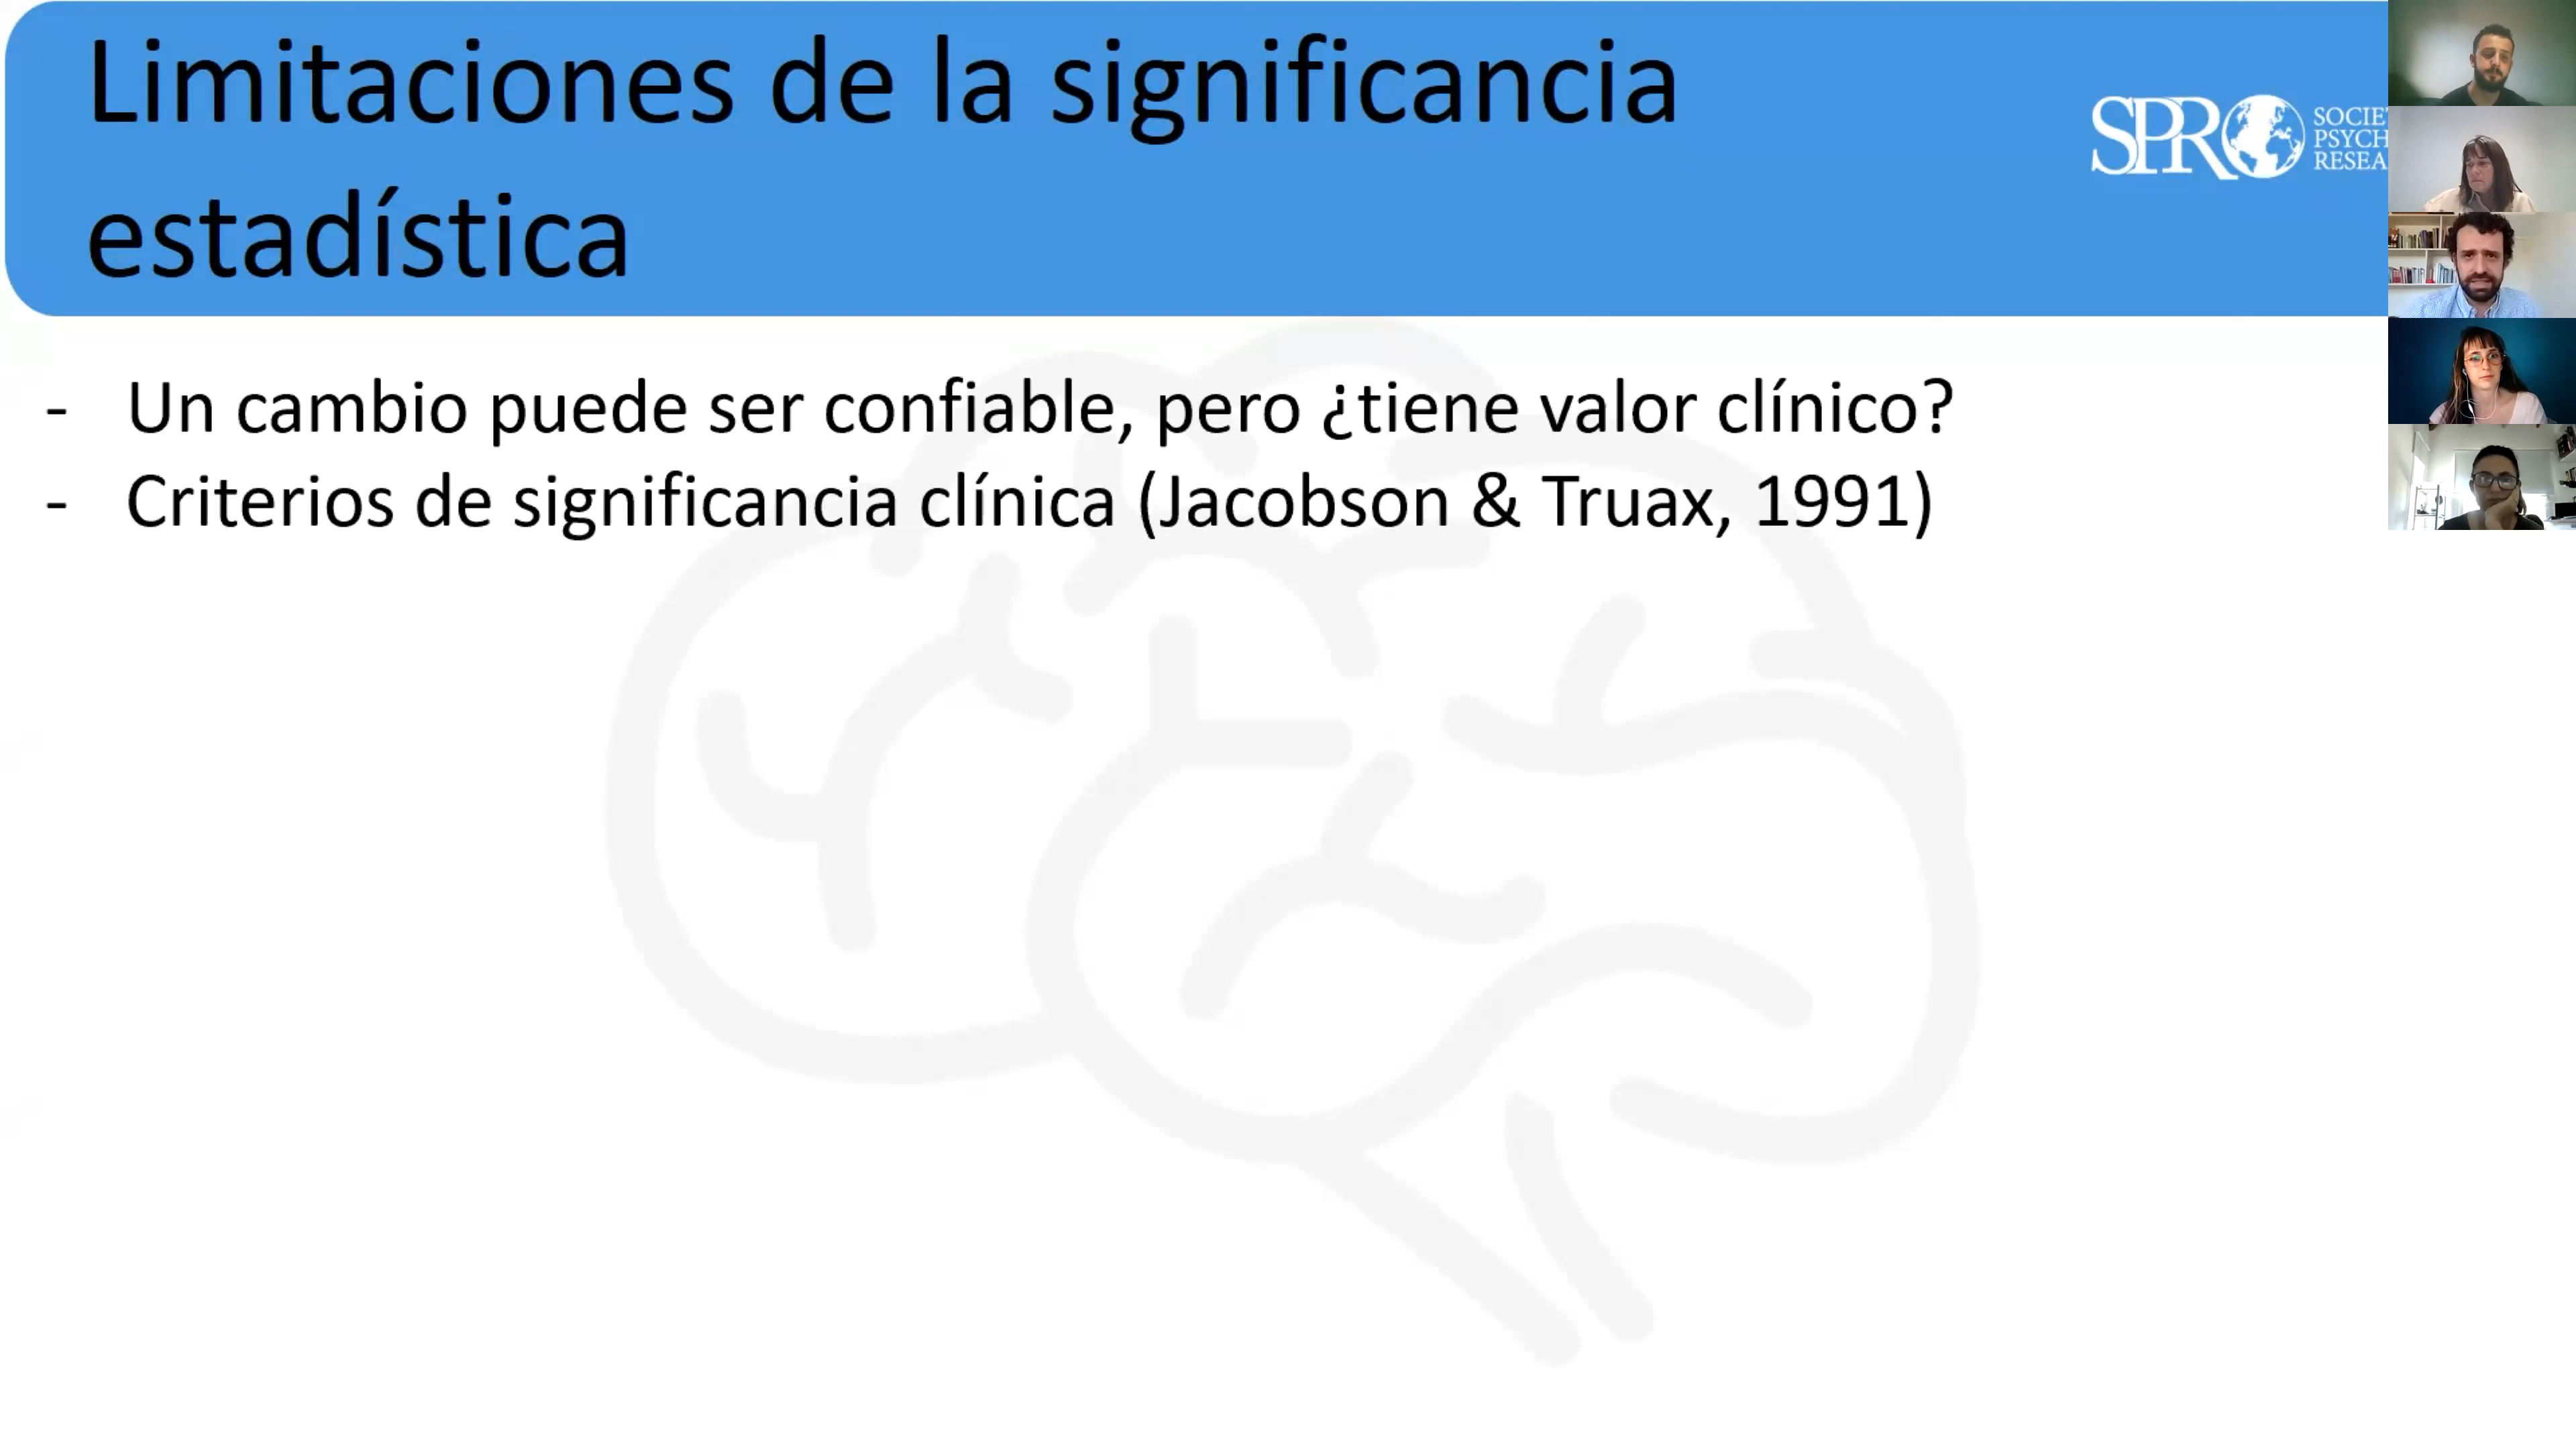 Limitaciones de la significancia
estadística
SPR
SOCIE
PSYCH
RESEA
- Un cambio puede ser confiable, pero ¿tiene valor clínico?
- Criterios de significancia clínica (Jacobson & Truax, 1991)